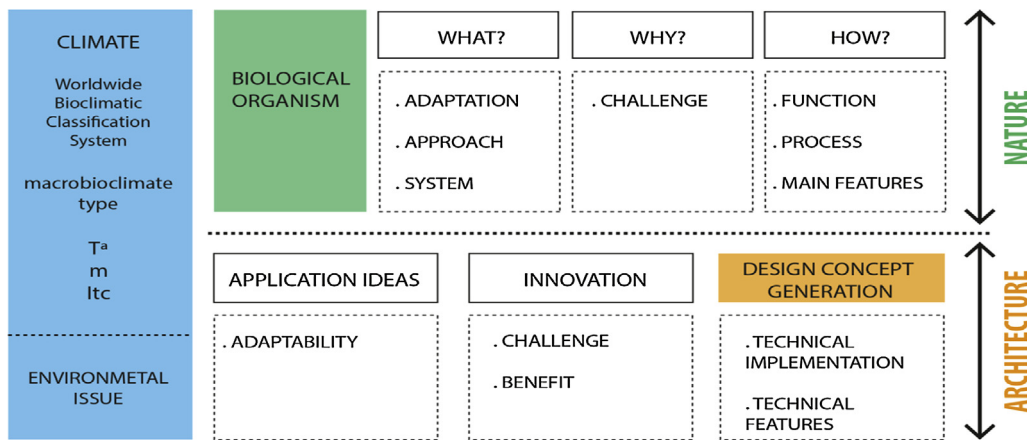 CLIMATE
Worldwide
Bioclimatic
Classification
System
macrobioclimate
type
Tᵃ
m
Itc
ENVIRONMETAL
ISSUE
BIOLOGICAL
ORGANISM
WHAT?
. ADAPTATION
. APPROACH
. SYSTEM
WHY?
. CHALLENGE
HOW?
. FUNCTION
. PROCESS
. MAIN FEATURES
NATURE
APPLICATION IDEAS
. ADAPTABILITY
INNOVATION
. CHALLENGE
. BENEFIT
DESIGN CONCEPT
GENERATION
. TECHNICAL
IMPLEMENTATION
. TECHNICAL
FEATURES
ARCHITECTURE